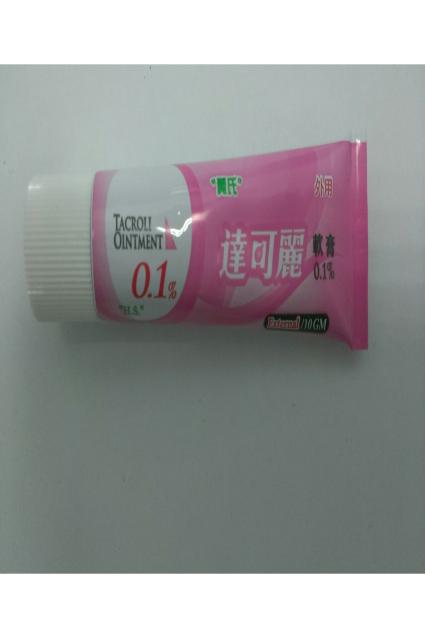 TACROLI
OINTMENT
0.1%
"H.S."
"黃氏"
外用
達可麗
軟膏
0.1%
External/10GM